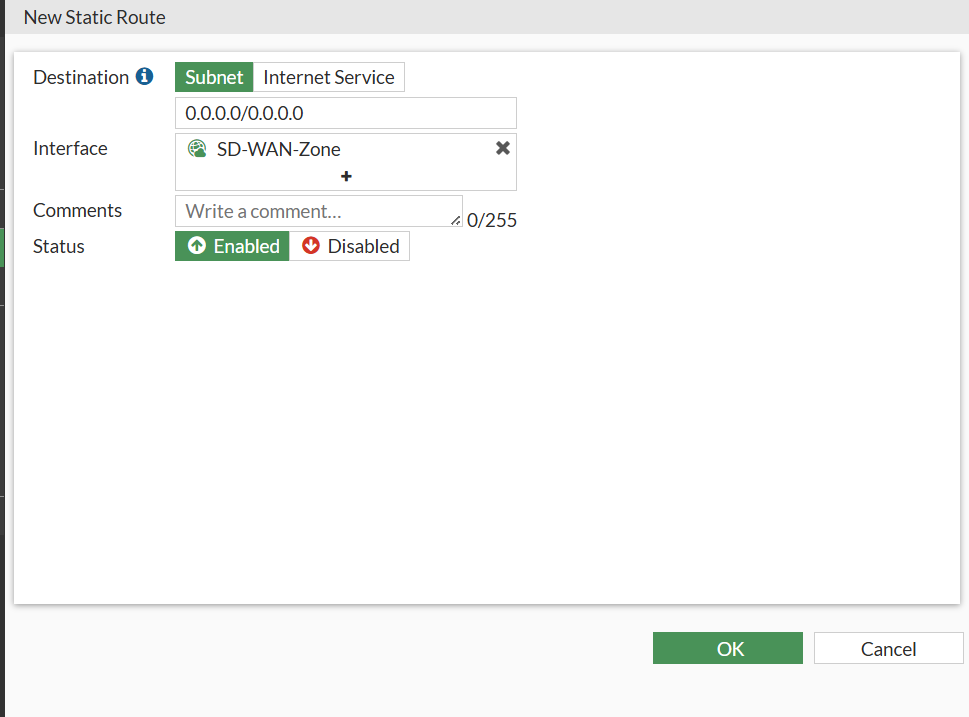 New Static Route
Destination Subnet Internet Service
0.0.0.0/0.0.0.0
Interface SD-WAN-Zone
Comments Write a comment... 0/255
Status Enabled Disabled
OK Cancel